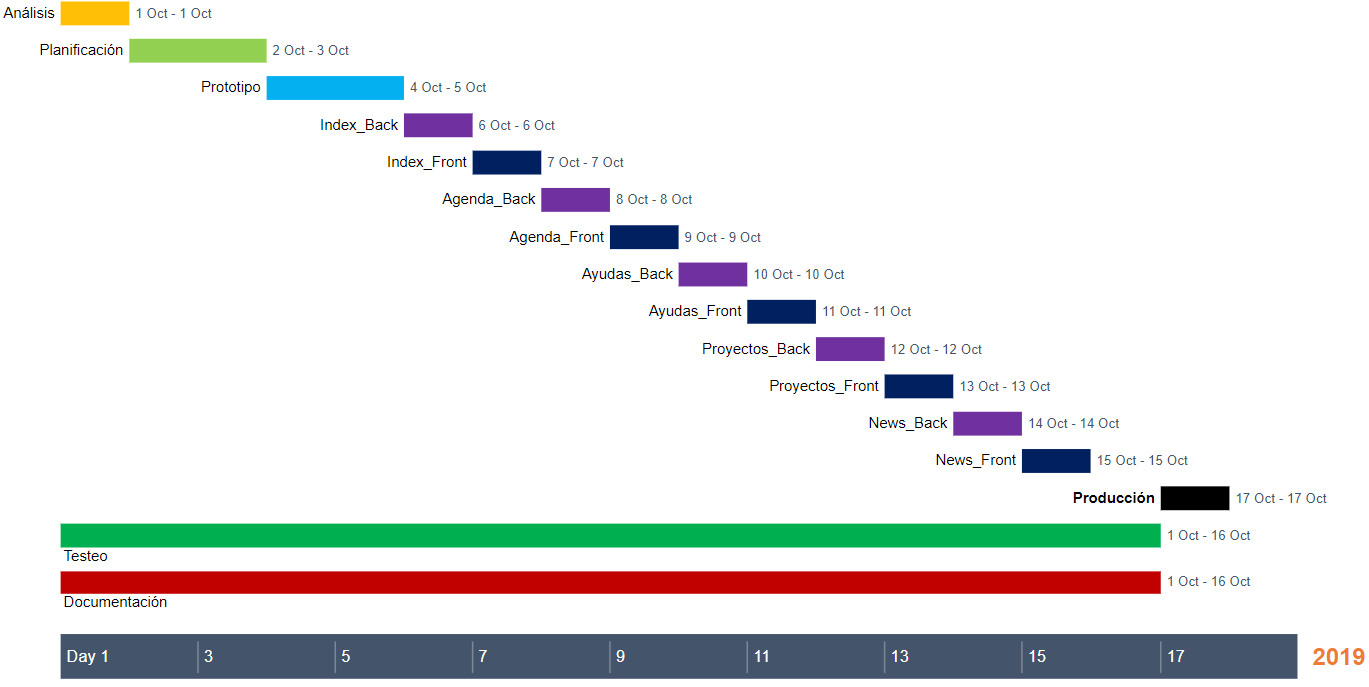 Análisis 1 Oct - 1 Oct
Planificación 2 Oct - 3 Oct
Prototipo 4 Oct - 5 Oct
Index_Back 6 Oct - 6 Oct
Index_Front 7 Oct - 7 Oct
Agenda_Back 8 Oct - 8 Oct
Agenda_Front 9 Oct - 9 Oct
Ayudas_Back 10 Oct - 10 Oct
Ayudas_Front 11 Oct - 11 Oct
Proyectos_Back 12 Oct - 12 Oct
Proyectos_Front 13 Oct - 13 Oct
News_Back 14 Oct - 14 Oct
News_Front 15 Oct - 15 Oct
Producción 17 Oct - 17 Oct
1 Oct - 16 Oct
Testeo
1 Oct - 16 Oct
Documentación
Day 1 3 5 7 9 11 13 15 17 2019